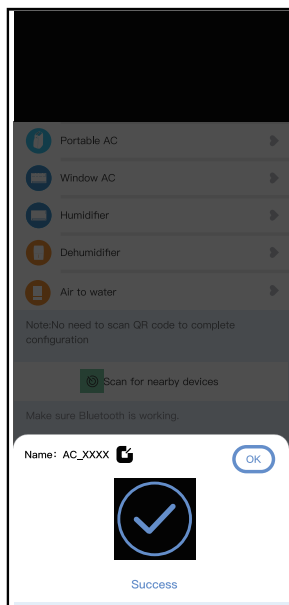 Portable AC
Window AC
Humidifier
Dehumidifier
Air to water
Note:No need to scan QR code to complete
configuration
Scan for nearby devices
Make sure Bluetooth is working.
Name: AC_XXXX
OK
Success